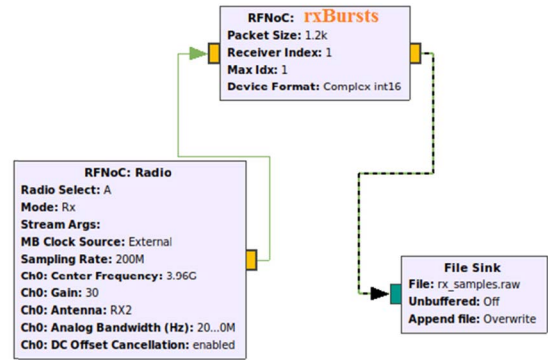 RFNoC: rxBursts
Packet Size: 1.2k
Receiver Index: 1
Max Idx: 1
Device Format: Complex int16
RFNoC: Radio
Radio Select: A
Mode: Rx
Stream Args:
MB Clock Source: External
Sampling Rate: 200M
Ch0: Center Frequency: 3.96G
Ch0: Gain: 30
Ch0: Antenna: RX2
Ch0: Analog Bandwidth (Hz): 20...0M
Ch0: DC Offset Cancellation: enabled
File Sink
File: rx_samples.raw
Unbuffered: Off
Append file: Overwrite